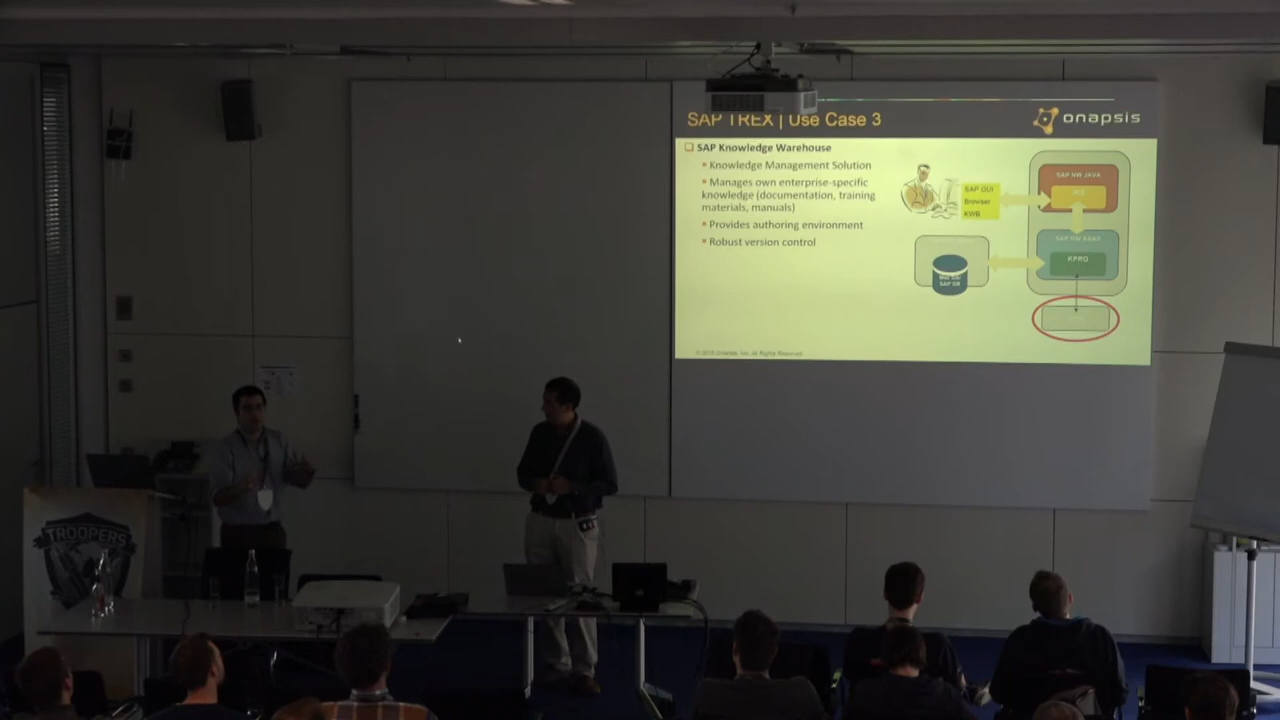 SAP TREX | Use Case 3
onapsis
SAP Knowledge Warehouse
Knowledge Management Solution
Manages own enterprise-specific
knowledge (documentation, training
materials, manuals)
Provides authoring environment
Robust version control
SAP GUI
Browser
KWB
SAP NW JAVA
SAP NW ABAP
KPRO
SAP DB
TROOPERS